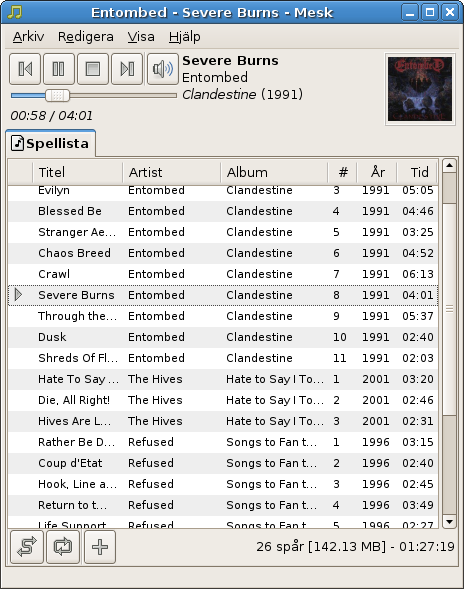 Entombed - Severe Burns - Mesk
Arkiv Redigera Visa Hjälp
Severe Burns
Entombed
Clandestine (1991)
00:58 / 04:01
Entombed
Spellista
Titel Artist Album # År Tid
Evilyn Entombed Clandestine 3 1991 05:05
Blessed Be Entombed Clandestine 4 1991 04:46
Stranger Ae... Entombed Clandestine 5 1991 03:25
Chaos Breed Entombed Clandestine 6 1991 04:52
Crawl Entombed Clandestine 7 1991 06:13
Severe Burns Entombed Clandestine 8 1991 04:01
Through the... Entombed Clandestine 9 1991 05:37
Dusk Entombed Clandestine 10 1991 02:40
Shreds Of Fl... Entombed Clandestine 11 1991 02:03
Hate To Say ... The Hives Hate to Say I To... 1 2001 03:20
Die, All Right! The Hives Hate to Say I To... 2 2001 02:46
Hives Are L... The Hives Hate to Say I To... 3 2001 02:31
Rather Be D... Refused Songs to Fan t... 1 1996 03:15
Coup d'Etat Refused Songs to Fan t... 2 1996 02:40
Hook, Line a... Refused Songs to Fan t... 3 1996 02:45
Return to t... Refused Songs to Fan t... 4 1996 03:49
Life Support Refused Songs to Fan t... 5 1996 02:27
26 spår [142.13 MB] - 01:27:19